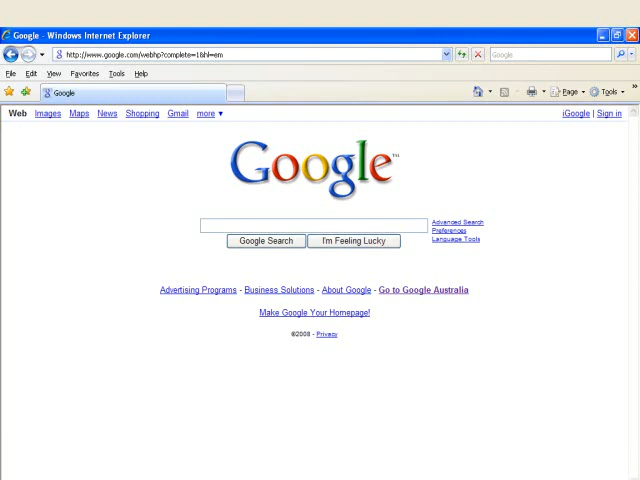 Google - Windows Internet Explorer
http://www.google.com/webhp?complete=1&hl=em
Google
File Edit View Favorites Tools Help
Google
Page Tools
Web Images Maps News Shopping Gmail more ▼
iGoogle | Sign in
Google™
Advanced Search
Preferences
Language Tools
Google Search I'm Feeling Lucky
Advertising Programs - Business Solutions - About Google - Go to Google Australia
Make Google Your Homepage!
©2008 - Privacy